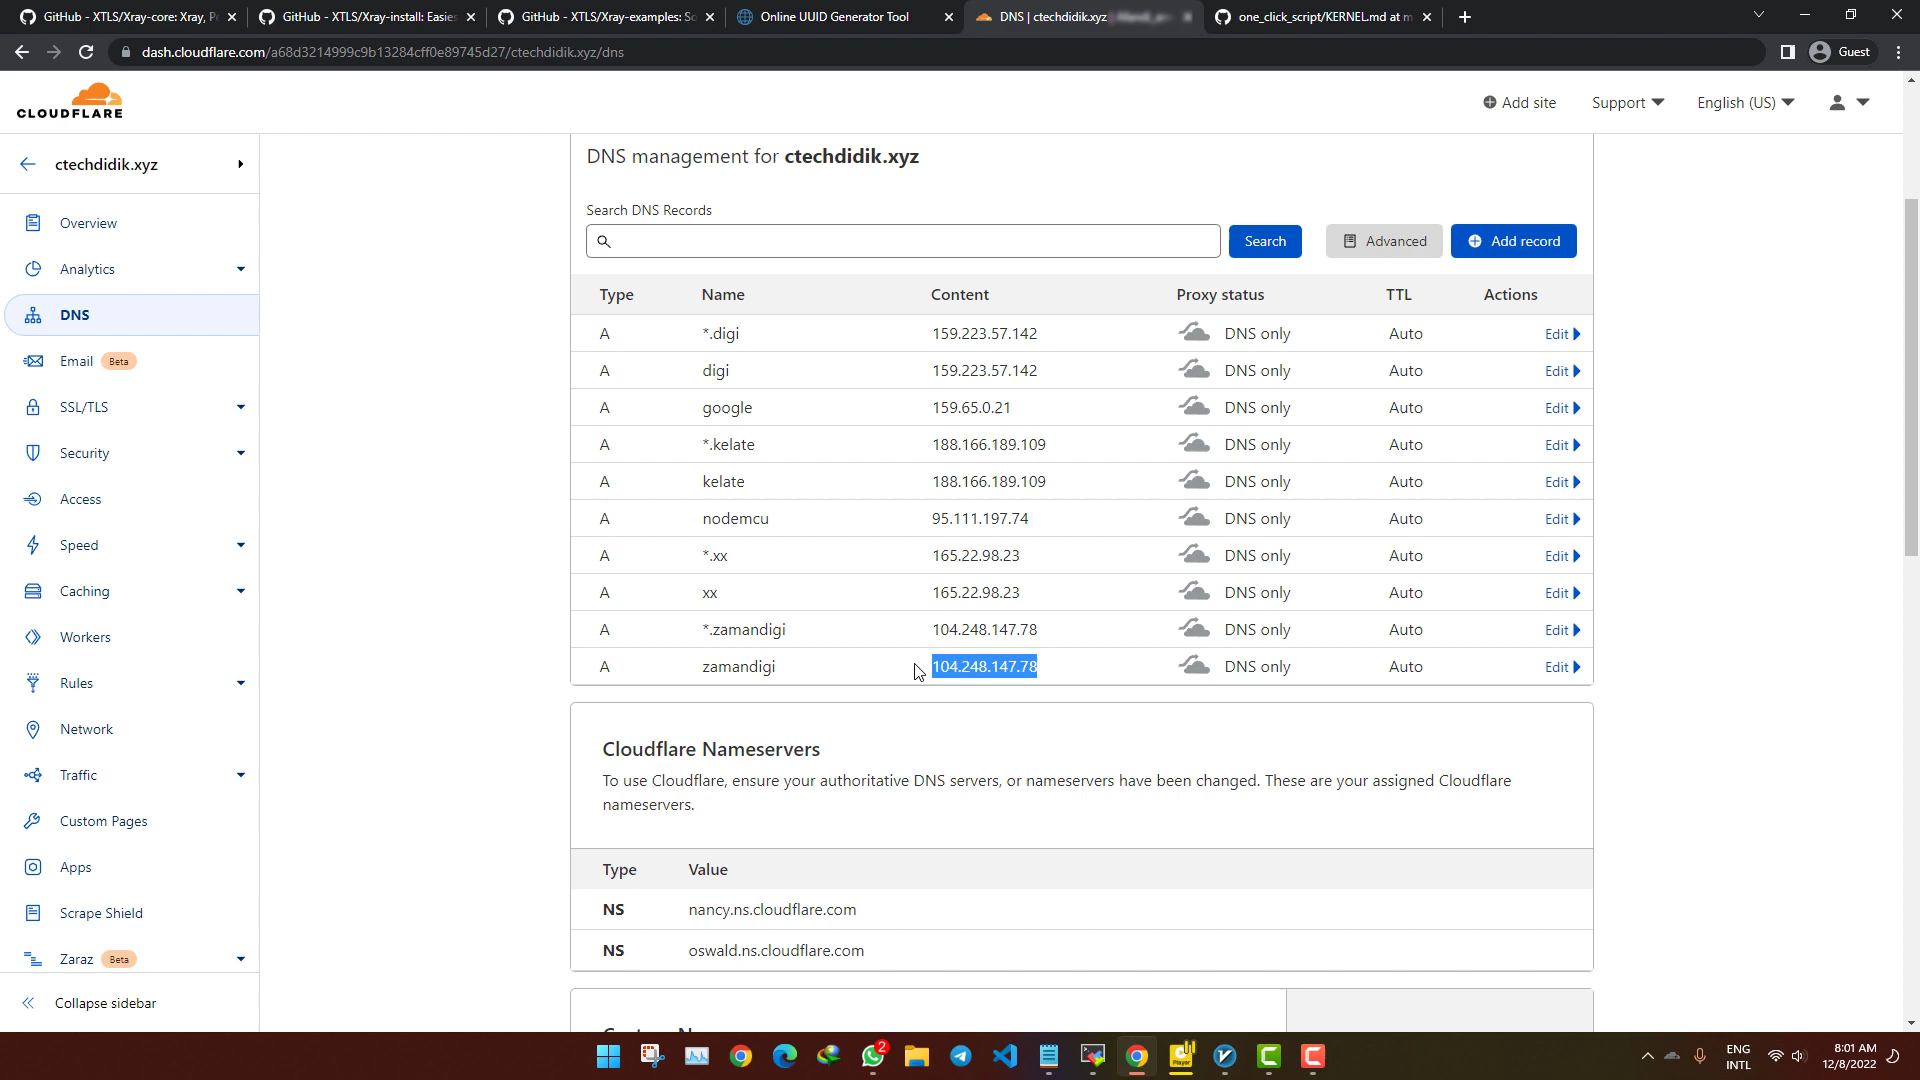 GitHub - XTLS/Xray-core: Xray, P
GitHub - XTLS/Xray-install: Easies
GitHub - XTLS/Xray-examples: So
Online UUID Generator Tool
DNS | ctechdidik.xyz
one_click_script/KERNEL.md at m
dash.cloudflare.com/a68d3214999c9b13284cff0e89745d27/ctechdidik.xyz/dns
Guest
CLOUDFLARE
Add site
Support
English (US)
ctechdidik.xyz
Overview
Analytics
DNS
Email Beta
SSL/TLS
Security
Access
Speed
Caching
Workers
Rules
Network
Traffic
Custom Pages
Apps
Scrape Shield
Zaraz Beta
Collapse sidebar
DNS management for ctechdidik.xyz
Search DNS Records
Search
Advanced
Add record
Type Name Content Proxy status TTL Actions
A *.digi 159.223.57.142 DNS only Auto Edit
A digi 159.223.57.142 DNS only Auto Edit
A google 159.65.0.21 DNS only Auto Edit
A *.kelate 188.166.189.109 DNS only Auto Edit
A kelate 188.166.189.109 DNS only Auto Edit
A nodemcu 95.111.197.74 DNS only Auto Edit
A *.xx 165.22.98.23 DNS only Auto Edit
A xx 165.22.98.23 DNS only Auto Edit
A *.zamandigi 104.248.147.78 DNS only Auto Edit
A zamandigi 104.248.147.78 DNS only Auto Edit
Cloudflare Nameservers
To use Cloudflare, ensure your authoritative DNS servers, or nameservers have been changed. These are your assigned Cloudflare
nameservers.
Type Value
NS nancy.ns.cloudflare.com
NS oswald.ns.cloudflare.com
2
ENG
INTL
8:01 AM
12/8/2022